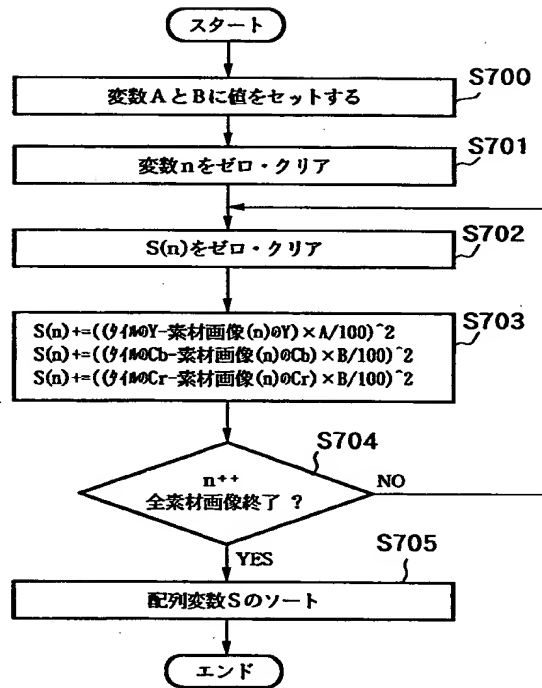 スタート
S700
変数AとBに値をセットする
S701
変数nをゼロ・クリア
S702
S(n)をゼロ・クリア
S703
S(n)+=((タイルのY-素材画像(n)のY)×A/100)^2
S(n)+=((タイルのCb-素材画像(n)のCb)×B/100)^2
S(n)+=((タイルのCr-素材画像(n)のCr)×B/100)^2
S704
n++
全素材画像終了 ?
NO
YES
S705
配列変数Sのソート
エンド